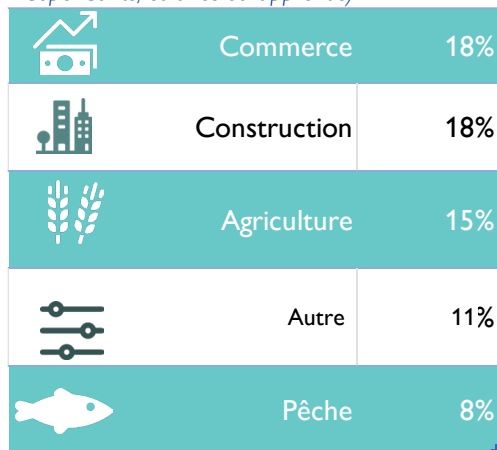 Commerce 18%
Construction 18%
Agriculture 15%
Autre 11%
Pêche 8%